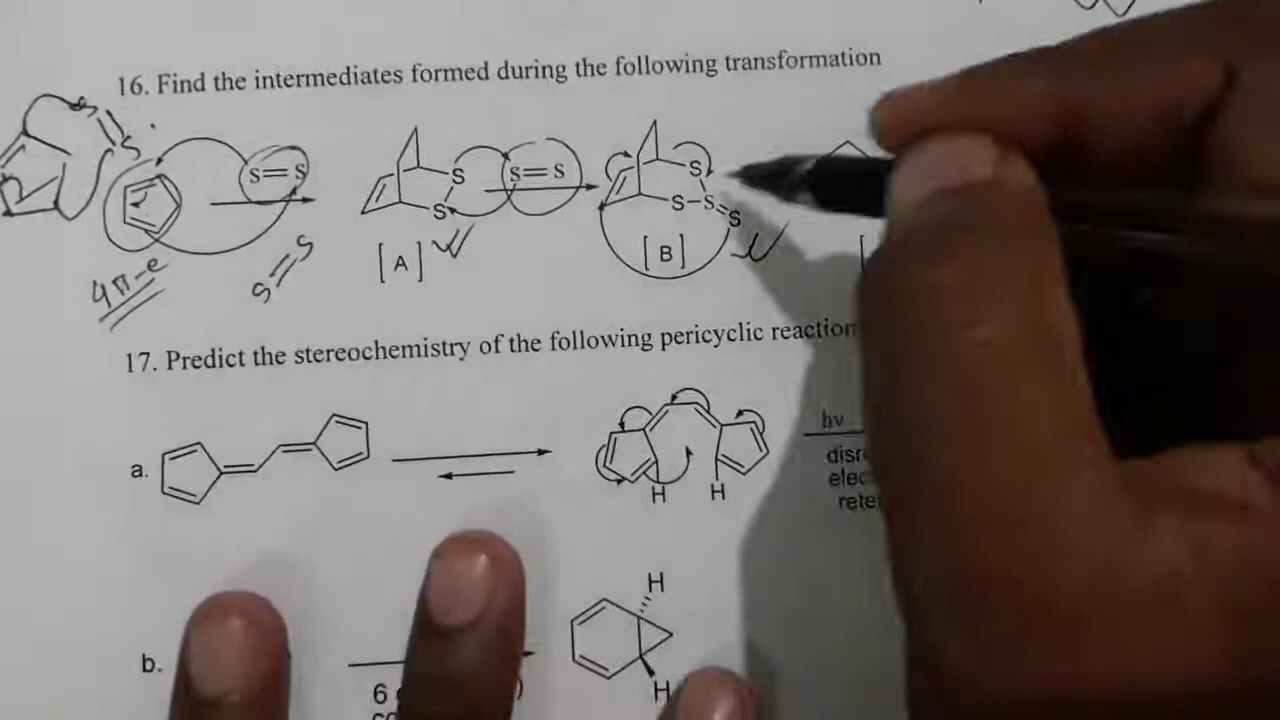 16. Find the intermediates formed during the following transformation
S=S
S=S
4π-e
S=S
S
S
[A]
S=S
S
S-S
S
[B]
[
17. Predict the stereochemistry of the following pericyclic reaction
a.
H H
hν
b.
6
H
H